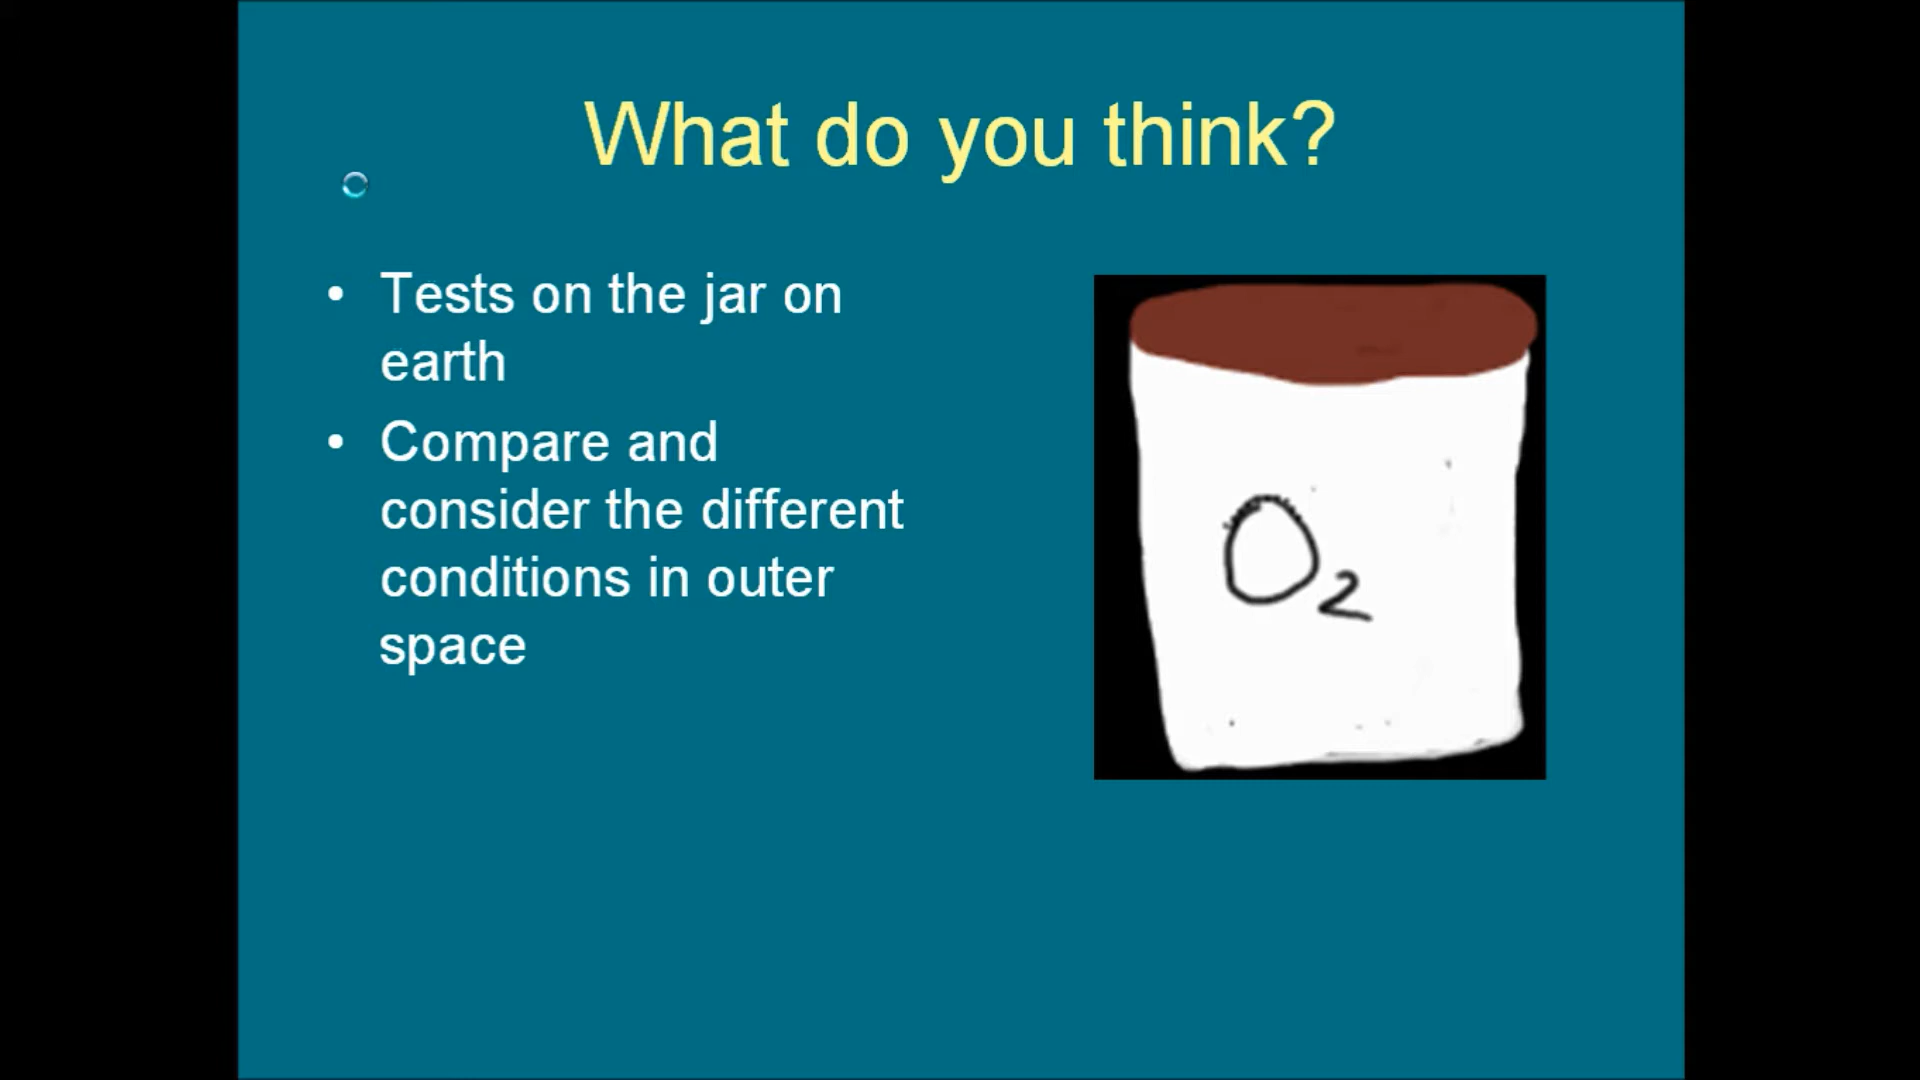 What do you think?
• Tests on the jar on
earth
• Compare and
consider the different
conditions in outer
space
O₂